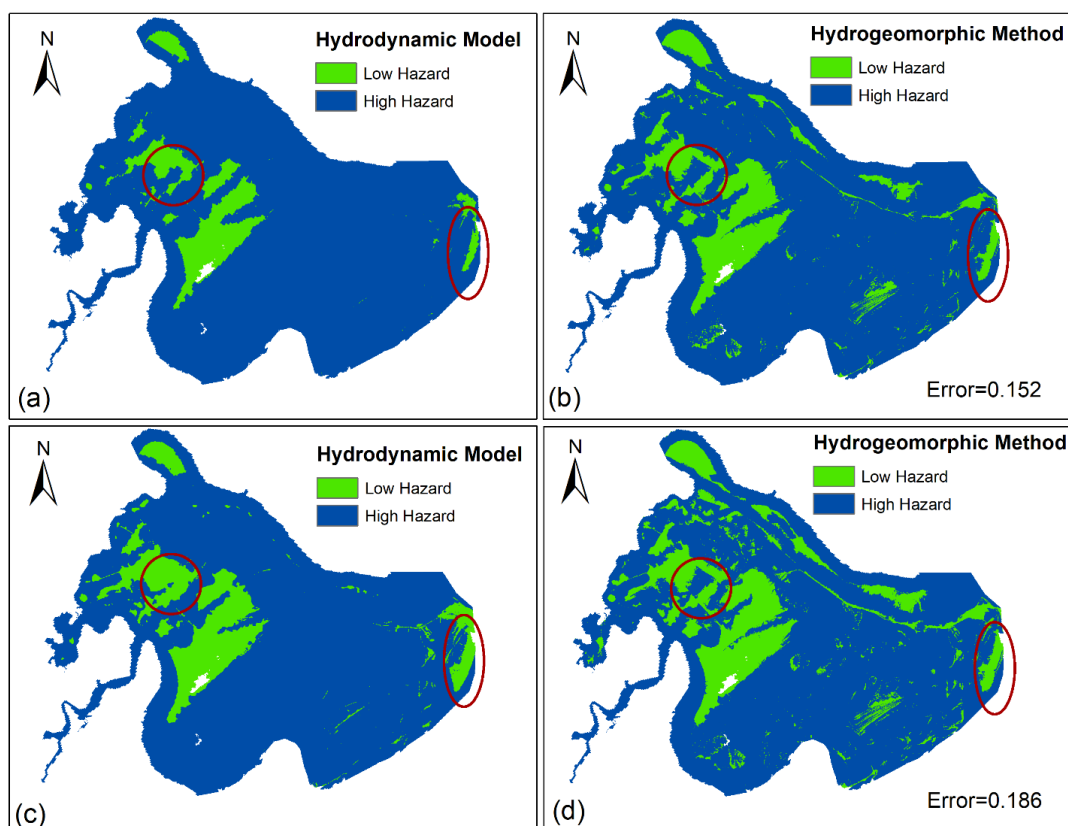 N
Hydrodynamic Model
Low Hazard
High Hazard
(a)
N
Hydrogeomorphic Method
Low Hazard
High Hazard
(b)
Error=0.152
N
Hydrodynamic Model
Low Hazard
High Hazard
(c)
N
Hydrogeomorphic Method
Low Hazard
High Hazard
(d)
Error=0.186